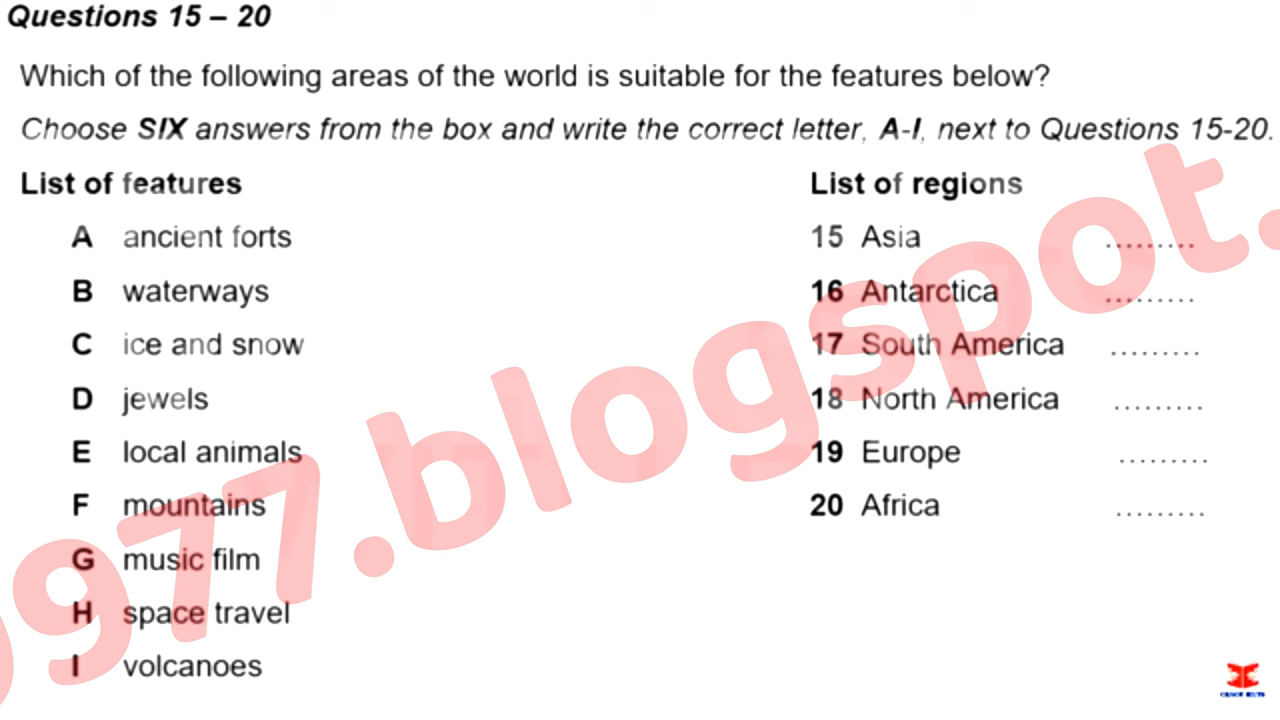 Questions 15 – 20
Which of the following areas of the world is suitable for the features below?
Choose SIX answers from the box and write the correct letter, A-I, next to Questions 15-20.
List of features
A ancient forts
B waterways
C ice and snow
D jewels
E local animals
F mountains
G music film
H space travel
I volcanoes
List of regions
15 Asia .........
16 Antarctica .........
17 South America .........
18 North America .........
19 Europe .........
20 Africa .........
9977.blogspot.